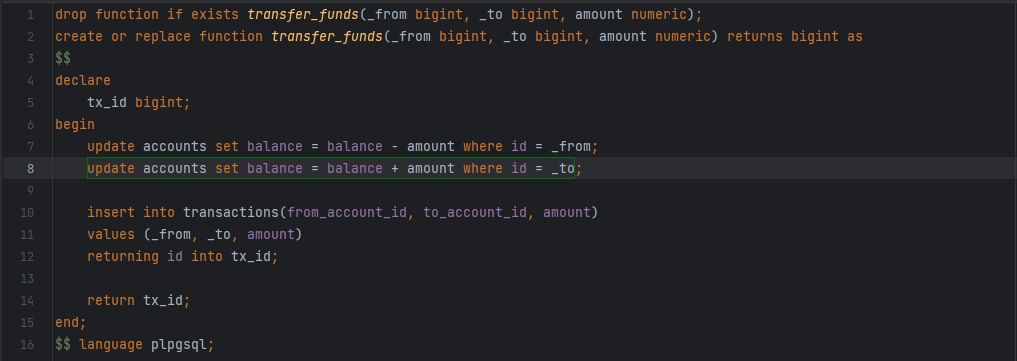 1 drop function if exists transfer_funds(_from bigint, _to bigint, amount numeric);
2 create or replace function transfer_funds(_from bigint, _to bigint, amount numeric) returns bigint as
3 $$
4 declare
5     tx_id bigint;
6 begin
7     update accounts set balance = balance - amount where id = _from;
8     update accounts set balance = balance + amount where id = _to;
9
10     insert into transactions(from_account_id, to_account_id, amount)
11     values (_from, _to, amount)
12     returning id into tx_id;
13
14     return tx_id;
15 end;
16 $$ language plpgsql;